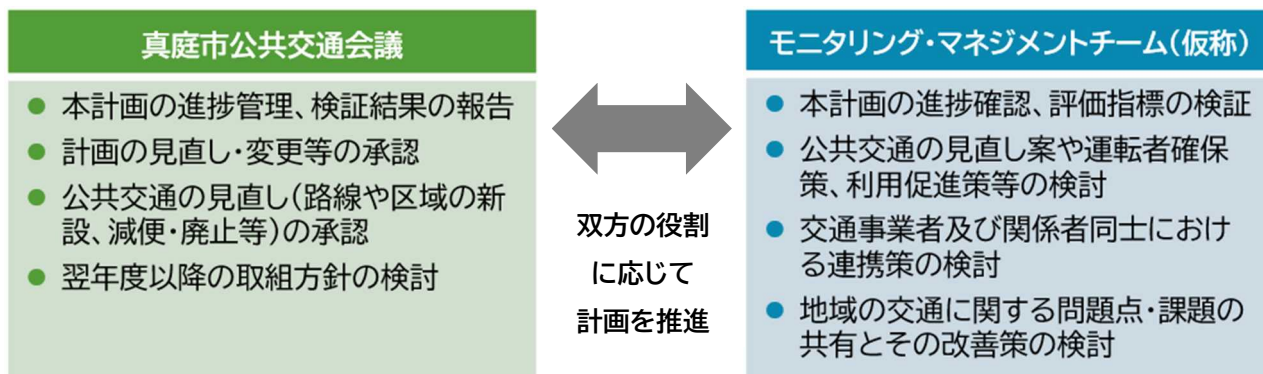 真庭市公共交通会議
● 本計画の進捗管理、検証結果の報告
● 計画の見直し・変更等の承認
● 公共交通の見直し(路線や区域の新
設、減便・廃止等)の承認
● 翌年度以降の取組方針の検討
双方の役割
に応じて
計画を推進
モニタリング・マネジメントチーム(仮称)
● 本計画の進捗確認、評価指標の検証
● 公共交通の見直し案や運転者確保
策、利用促進策等の検討
● 交通事業者及び関係者同士におけ
る連携策の検討
● 地域の交通に関する問題点・課題の
共有とその改善策の検討